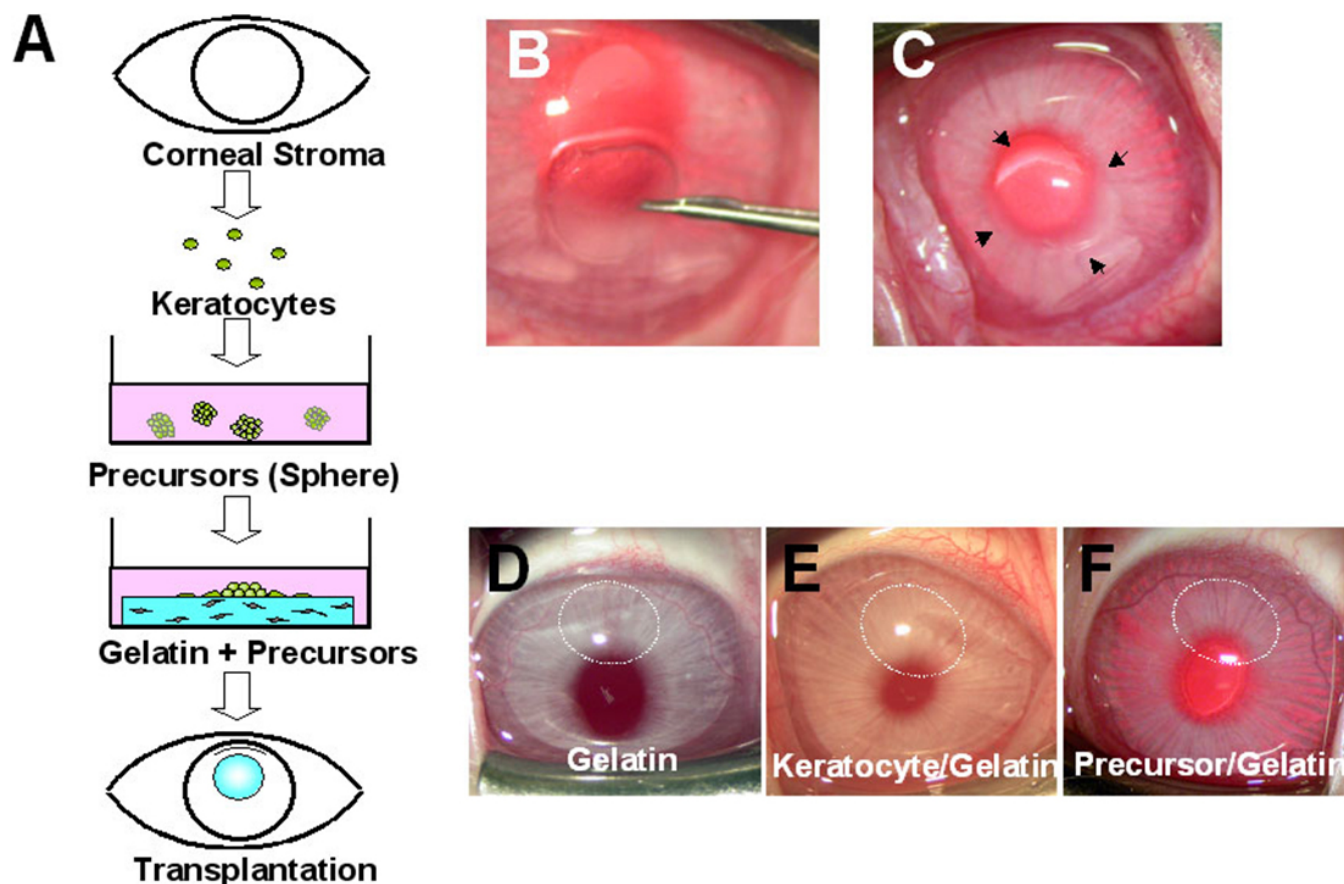 A
Corneal Stroma
Keratocytes
Precursors (Sphere)
Gelatin + Precursors
Transplantation
B
C
D
Gelatin
E
Keratocyte/Gelatin
F
Precursor/Gelatin